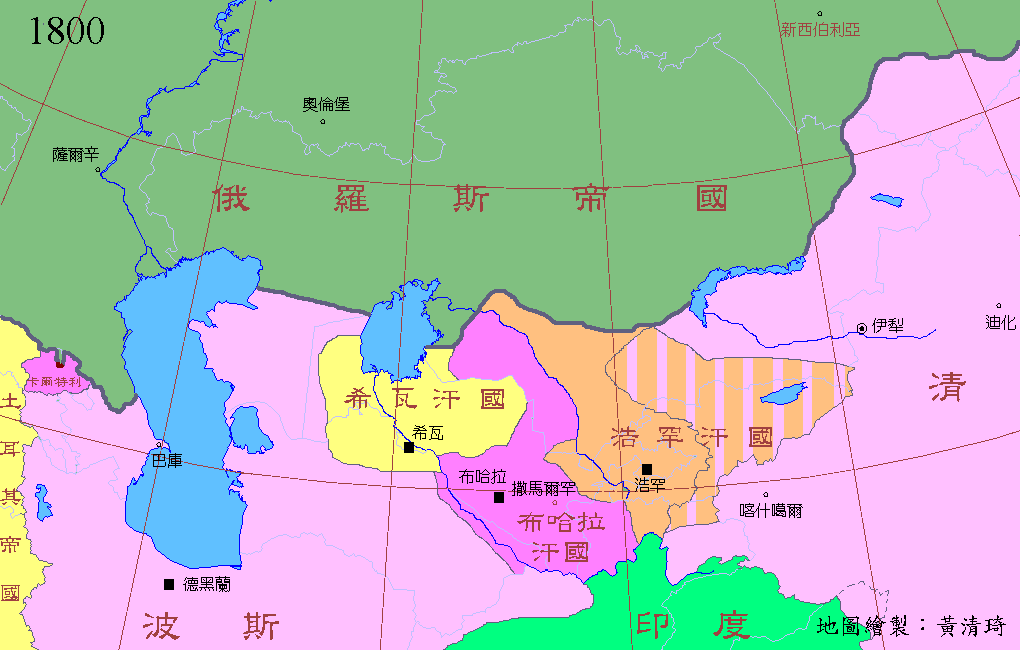 1800
新西伯利亞
奧倫堡
薩爾辛
俄羅斯帝國
伊犁
迪化
卡爾特利
清
土耳其帝國
希瓦汗國
希瓦
浩罕汗國
巴庫
布哈拉
撒馬爾罕
浩罕
喀什噶爾
布哈拉
汗國
德黑蘭
波斯
印度
地圖繪製：黃清琦